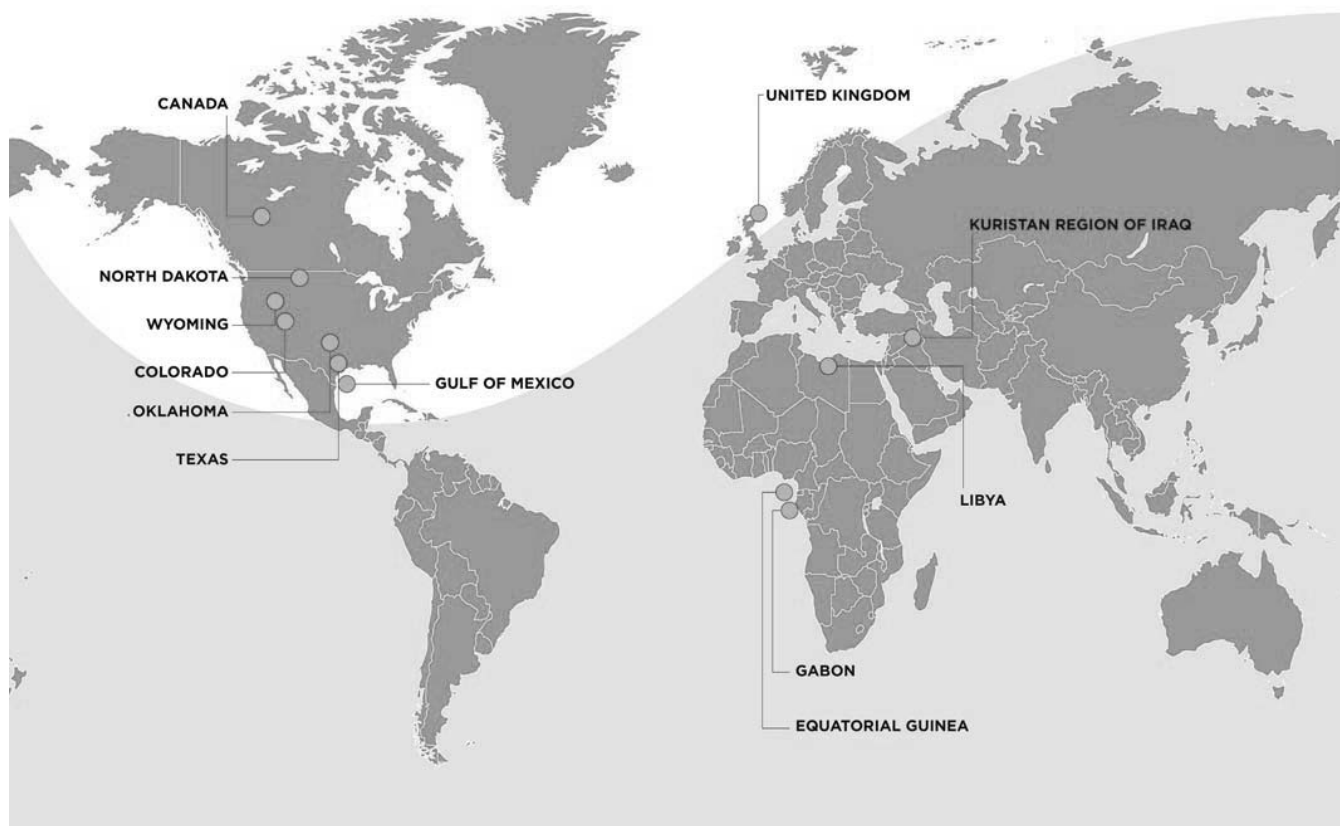 CANADA
UNITED KINGDOM
KURISTAN REGION OF IRAQ
NORTH DAKOTA
WYOMING
COLORADO
GULF OF MEXICO
.OKLAHOMA
TEXAS
LIBYA
GABON
EQUATORIAL GUINEA